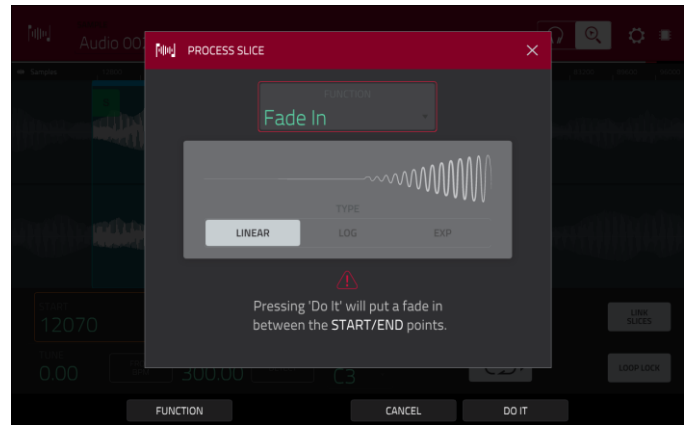 Audio 00
PROCESS SLICE
Samples
FUNCTION
Fade In
TYPE
LINEAR
LOG
EXP
Pressing 'Do It' will put a fade in
between the START/END points.
START
12070
LINK
SLICES
TAIL
0.00
300.00
C3
LOOP LOCK
FUNCTION
CANCEL
DO IT